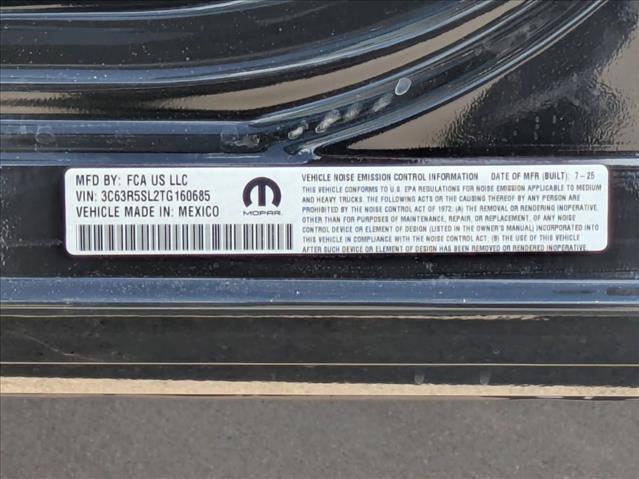 MFD BY: FCA US LLC
VIN: 3C63R5SL2TG160685
VEHICLE MADE IN: MEXICO
MOPAR
VEHICLE NOISE EMISSION CONTROL INFORMATION DATE OF MFR (BUILT): 7-25
THIS VEHICLE CONFORMS TO U.S. EPA REGULATIONS FOR NOISE EMISSION APPLICABLE TO MEDIUM
AND HEAVY TRUCKS. THE FOLLOWING ACTS OR THE CAUSING THEREOF BY ANY PERSON
ARE PROHIBITED BY THE NOISE CONTROL ACT OF 1972: (A) THE REMOVAL OR RENDERING INOPERATIVE,
OTHER THAN FOR PURPOSES OF MAINTENANCE, REPAIR, OR REPLACEMENT, OF ANY NOISE
CONTROL DEVICE OR ELEMENT OF DESIGN (LISTED IN THE OWNER'S MANUAL) INCORPORATED INTO
THIS VEHICLE IN COMPLIANCE WITH THE NOISE CONTROL ACT; (B) THE USE OF THIS VEHICLE
AFTER SUCH DEVICE OR ELEMENT OF DESIGN HAS BEEN REMOVED OR RENDERED INOPERATIVE.